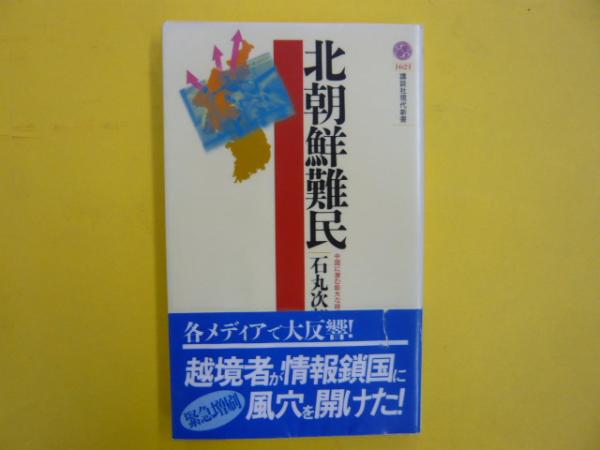 北朝鮮難民
石丸次
1621
講談社現代新書
各メディアで大反響!
越境者が情報鎖国に
風穴を開けた!
緊急増刷